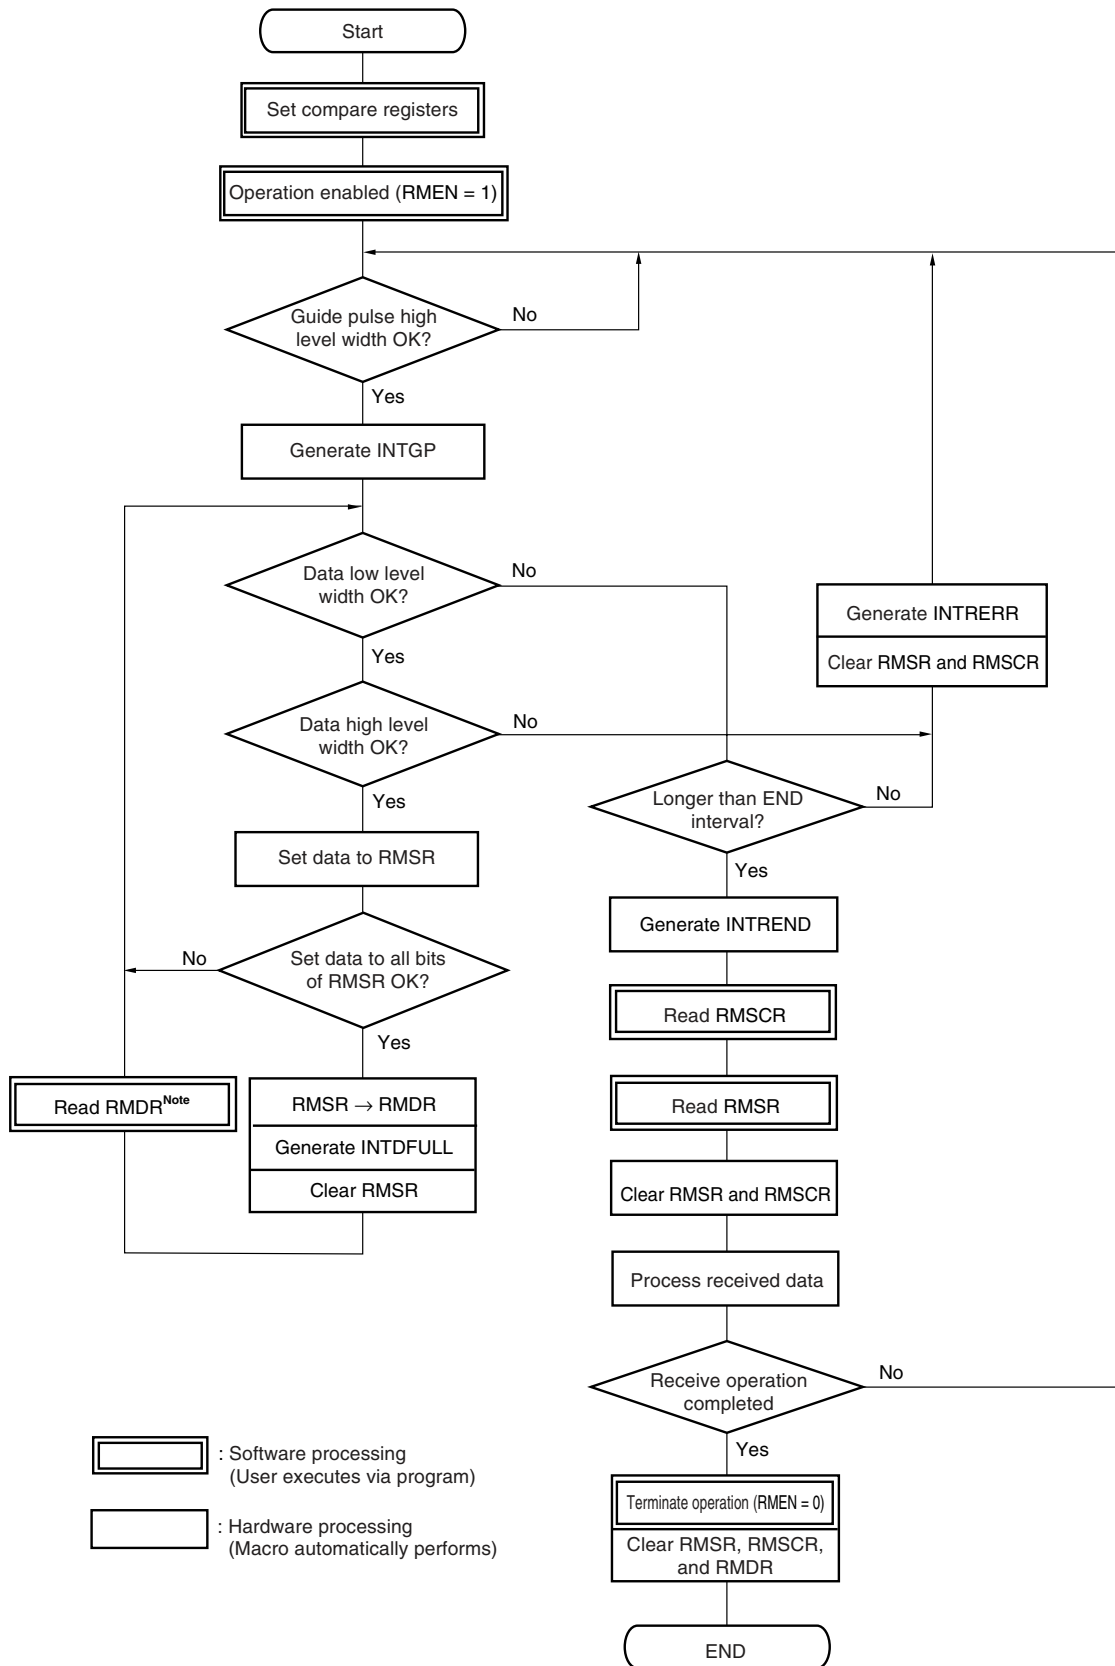 Start
Set compare registers
Operation enabled (RMEN = 1)
Guide pulse high
level width OK?
No
Yes
Generate INTGP
Data low level
width OK?
No
Yes
Generate INTRERR
Clear RMSR and RMSCR
Data high level
width OK?
No
Yes
Longer than END
interval?
No
Yes
Set data to RMSR
Generate INTREND
Set data to all bits
of RMSR OK?
No
Yes
Read RMSCR
Read RMDRNote
RMSR → RMDR
Generate INTDFULL
Clear RMSR
Read RMSR
Clear RMSR and RMSCR
Process received data
Receive operation
completed
No
Yes
Terminate operation (RMEN = 0)
Clear RMSR, RMSCR,
and RMDR
END
: Software processing
(User executes via program)
: Hardware processing
(Macro automatically performs)